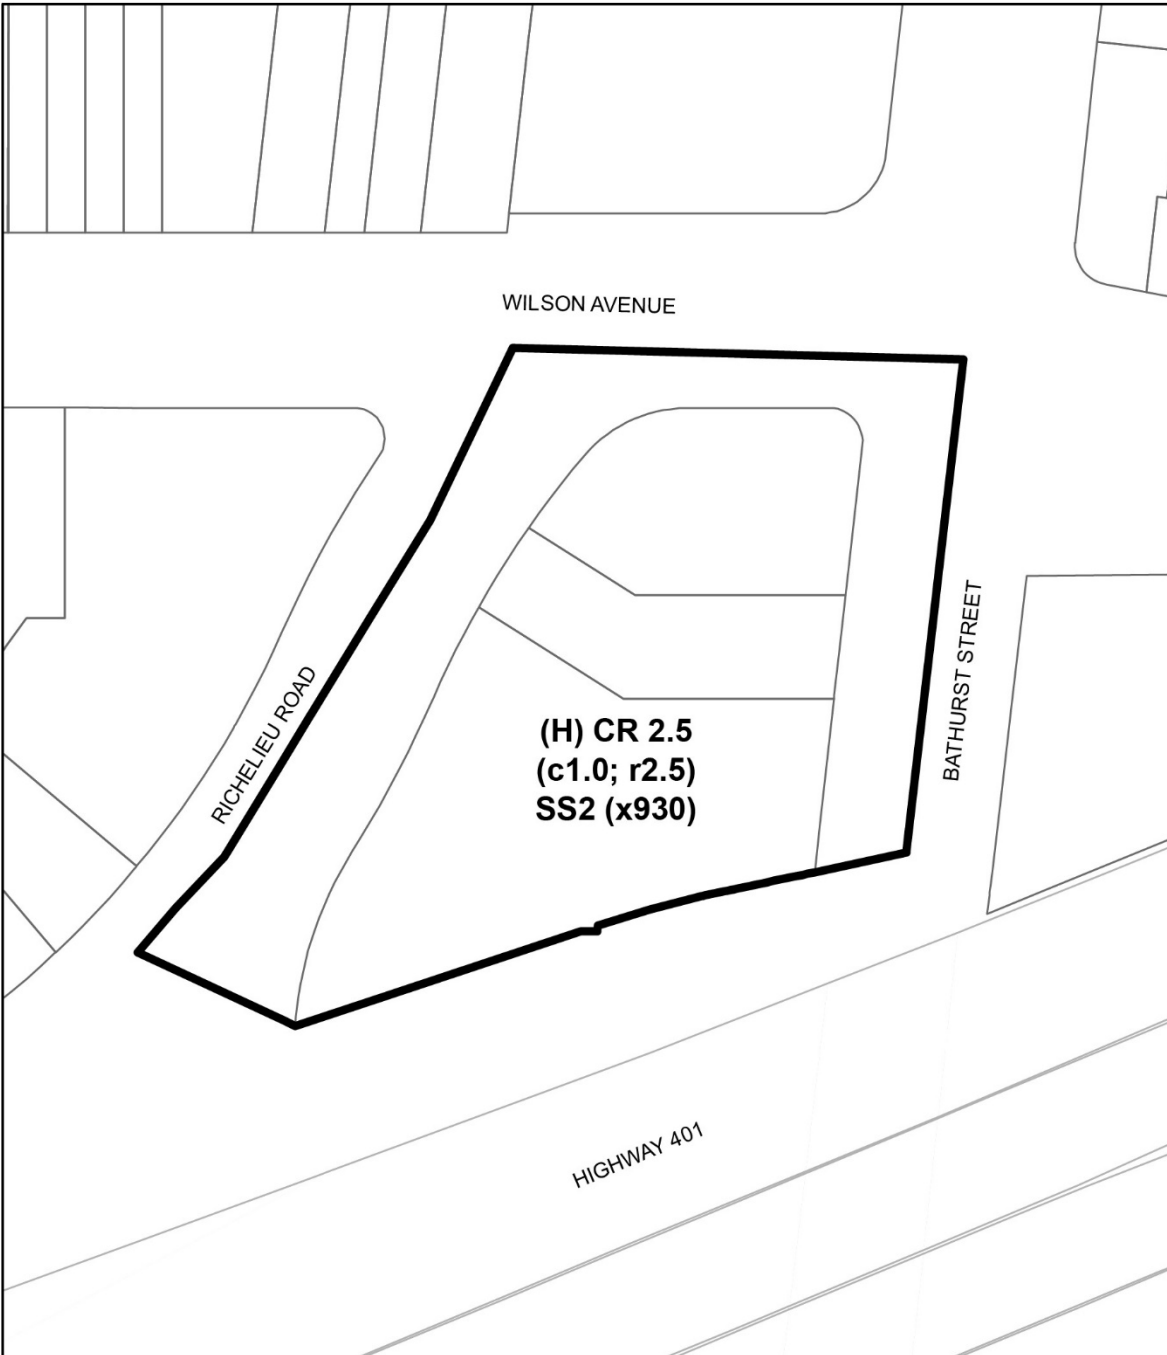 WILSON AVENUE
RICHELIEU ROAD
BATHURST STREET
(H) CR 2.5
(c1.0; r2.5)
SS2 (x930)
HIGHWAY 401